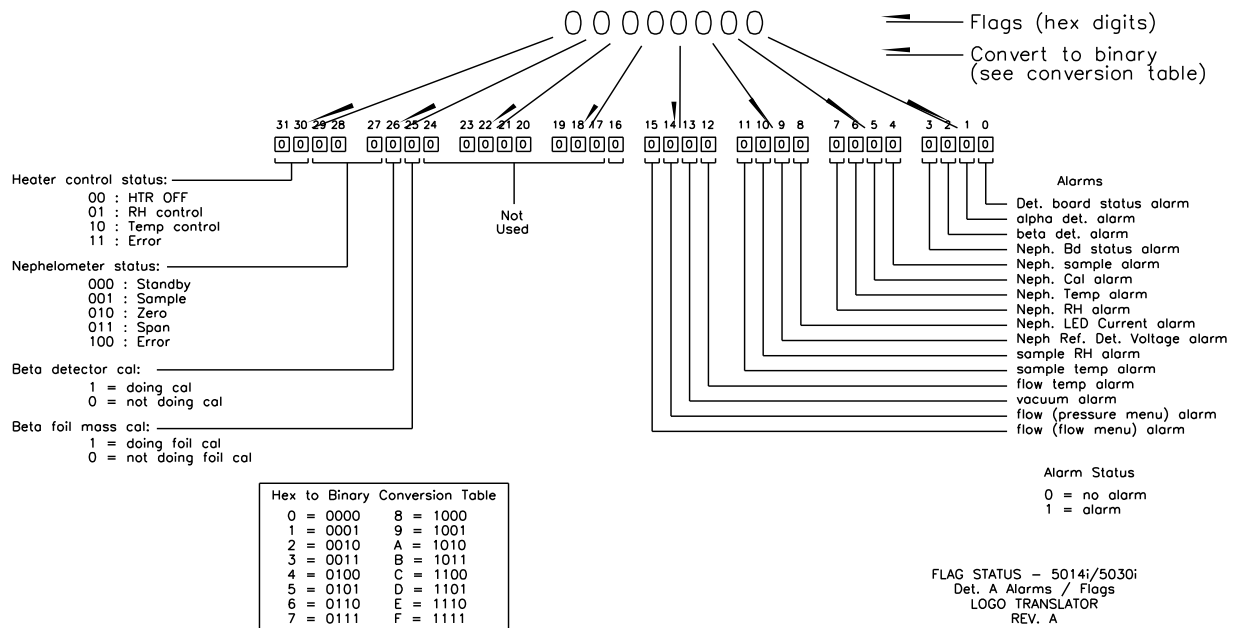 00000000
Flags (hex digits)
Convert to binary
(see conversion table)
31 30 29 28 27 26 25 24 23 22 21 20 19 18 17 16 15 14 13 12 11 10 9 8 7 6 5 4 3 2 1 0
0 0 0 0 0 0 0 0 0 0 0 0 0 0 0 0 0 0 0 0 0 0 0 0 0 0 0 0 0 0 0 0
Heater control status:
00 : HTR OFF
01 : RH control
10 : Temp control
11 : Error
Nephelometer status:
000 : Standby
001 : Sample
010 : Zero
011 : Span
100 : Error
Beta detector cal:
1 = doing cal
0 = not doing cal
Beta foil mass cal:
1 = doing foil cal
0 = not doing foil cal
Not
Used
Alarms
Det. board status alarm
alpha det. alarm
beta det. alarm
Neph. Bd status alarm
Neph. sample alarm
Neph. Cal alarm
Neph. Temp alarm
Neph. RH alarm
Neph. LED Current alarm
Neph Ref. Det. Voltage alarm
sample RH alarm
sample temp alarm
flow temp alarm
vacuum alarm
flow (pressure menu) alarm
flow (flow menu) alarm
Alarm Status
0 = no alarm
1 = alarm
Hex to Binary Conversion Table
0 = 0000 8 = 1000
1 = 0001 9 = 1001
2 = 0010 A = 1010
3 = 0011 B = 1011
4 = 0100 C = 1100
5 = 0101 D = 1101
6 = 0110 E = 1110
7 = 0111 F = 1111
FLAG STATUS - 5014i/5030i
Det. A Alarms / Flags
LOGO TRANSLATOR
REV. A